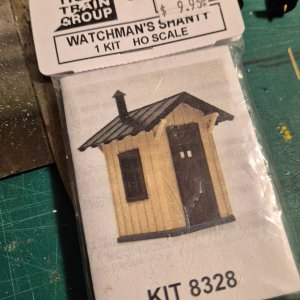 TRAIN
GROUP
$ 9.95
WATCHMAN'S SHANTY
1 KIT HO SCALE
KIT 8328